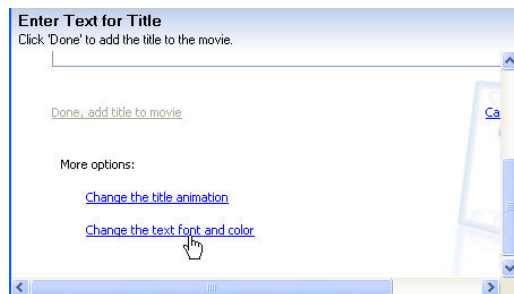 Enter Text for Title
Click 'Done' to add the title to the movie.
Done, add title to movie
Ca
More options:
Change the title animation
Change the text font and color